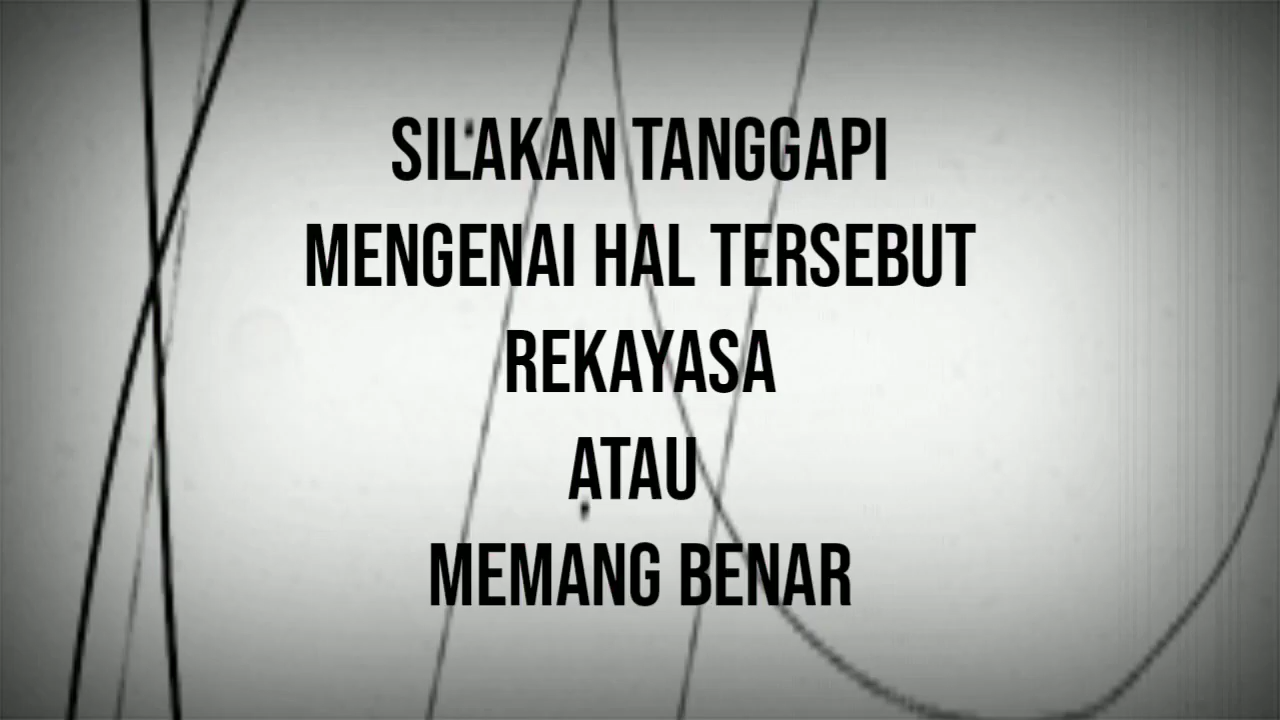 SILAKAN TANGGAPI
MENGENAI HAL TERSEBUT
REKAYASA
ATAU
MEMANG BENAR